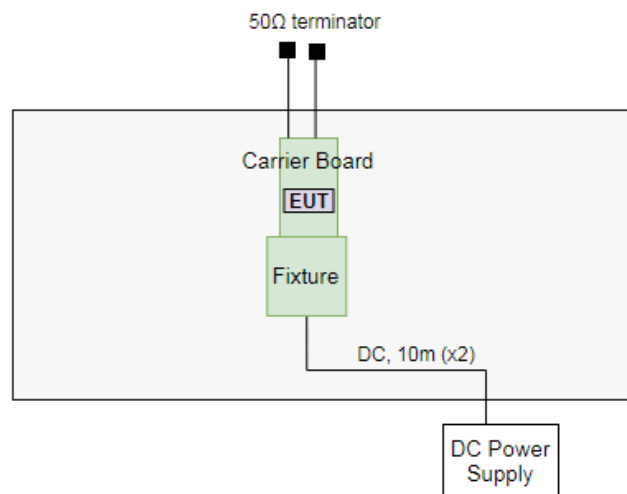 50Ω terminator
Carrier Board
EUT
Fixture
DC, 10m (x2)
DC Power
Supply